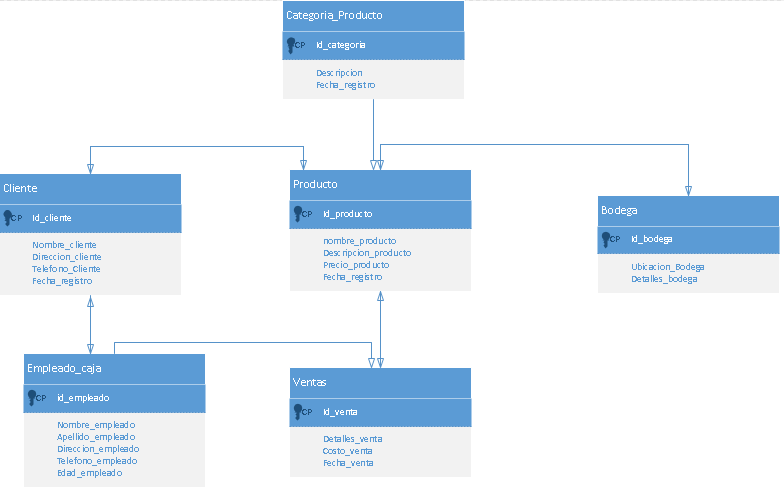 Categoria_Producto
CP Id_categoria
Descripcion
Fecha_registro
Cliente
CP Id_cliente
Nombre_cliente
Direccion_cliente
Telefono_Cliente
Fecha_registro
Producto
CP Id_producto
nombre_producto
Descripcion_producto
Precio_producto
Fecha_registro
Bodega
CP Id_bodega
Ubicacion_Bodega
Detalles_bodega
Empleado_caja
CP id_empleado
Nombre_empleado
Apellido_empleado
Direccion_empleado
Telefono_empleado
Edad_empleado
Ventas
CP Id_venta
Detalles_venta
Costo_venta
Fecha_venta